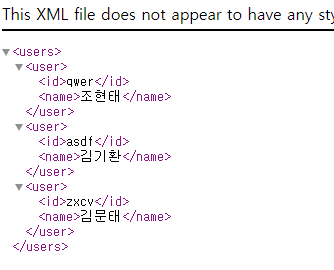 This XML file does not appear to have any sty
▼<users>
▼<user>
<id>qwer</id>
<name>조현태</name>
</user>
▼<user>
<id>asdf</id>
<name>김기환</name>
</user>
▼<user>
<id>zxcv</id>
<name>김문태</name>
</user>
</users>